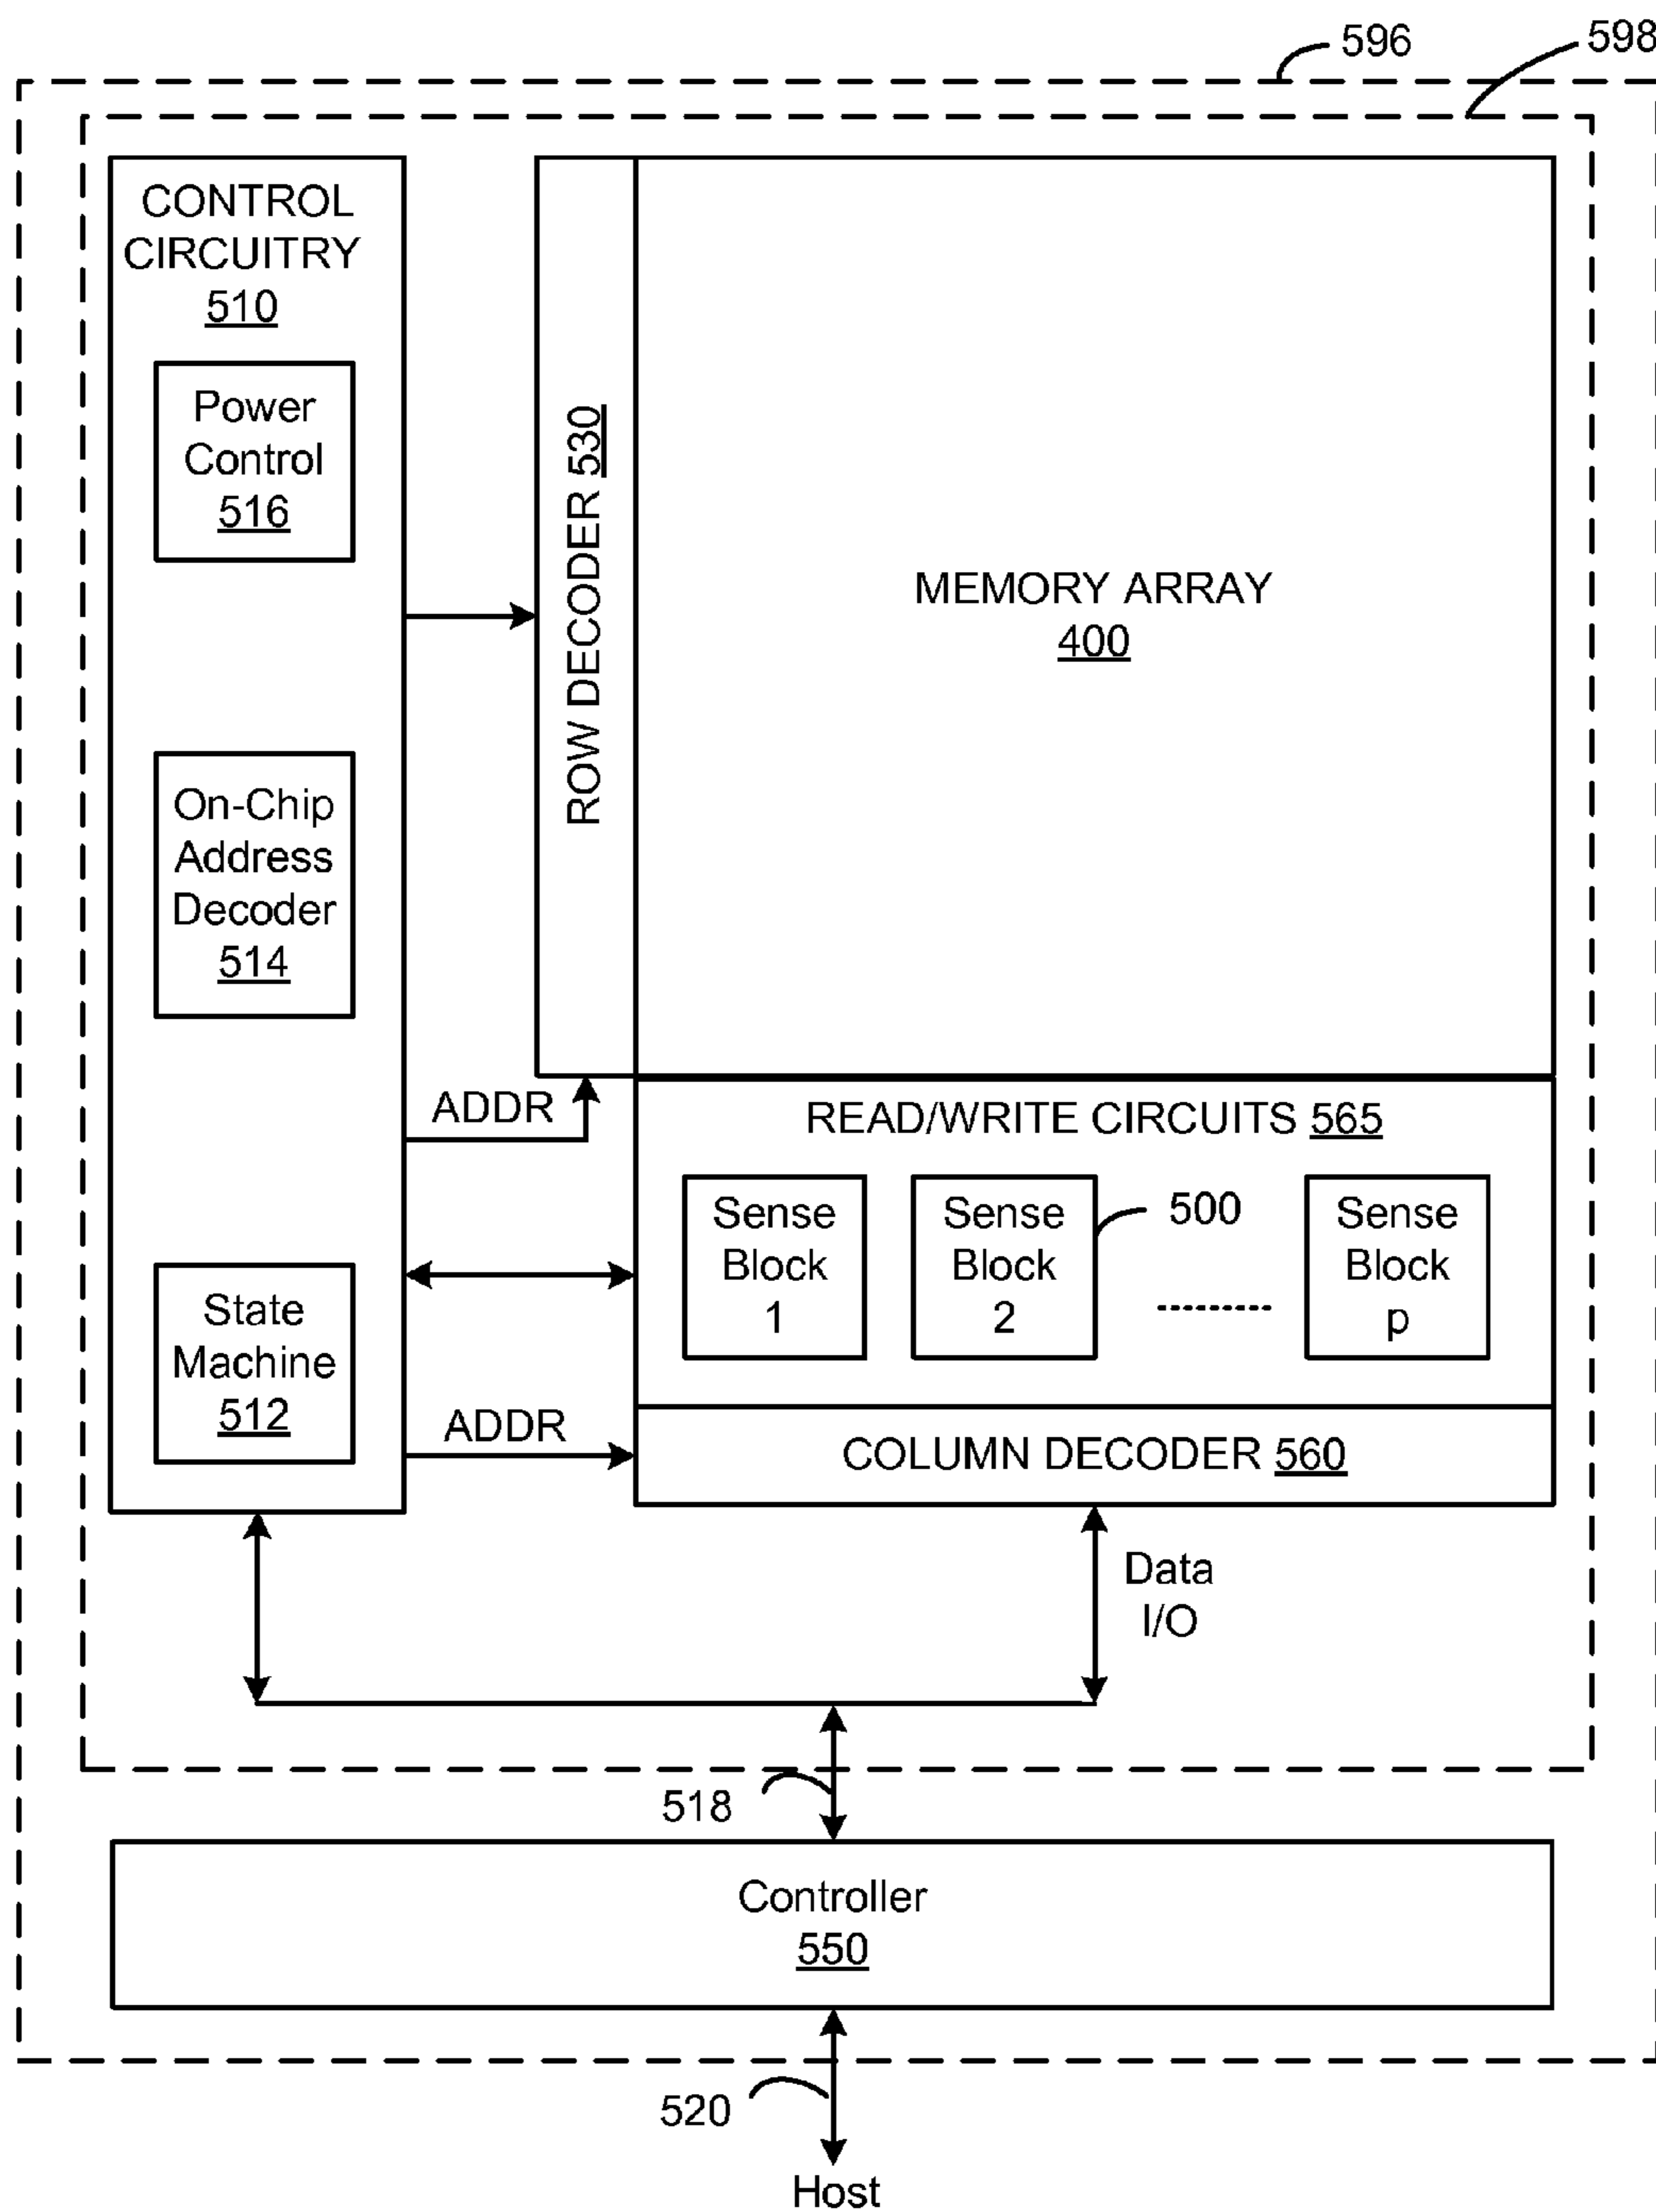 596
598
CONTROL
CIRCUITRY
510
Power
Control
516
On-Chip
Address
Decoder
514
State
Machine
512
ROW DECODER 530
MEMORY ARRAY
400
ADDR
READ/WRITE CIRCUITS 565
Sense
Block
1
Sense
Block
2
500
Sense
Block
p
ADDR
COLUMN DECODER 560
Data
I/O
518
Controller
550
520
Host